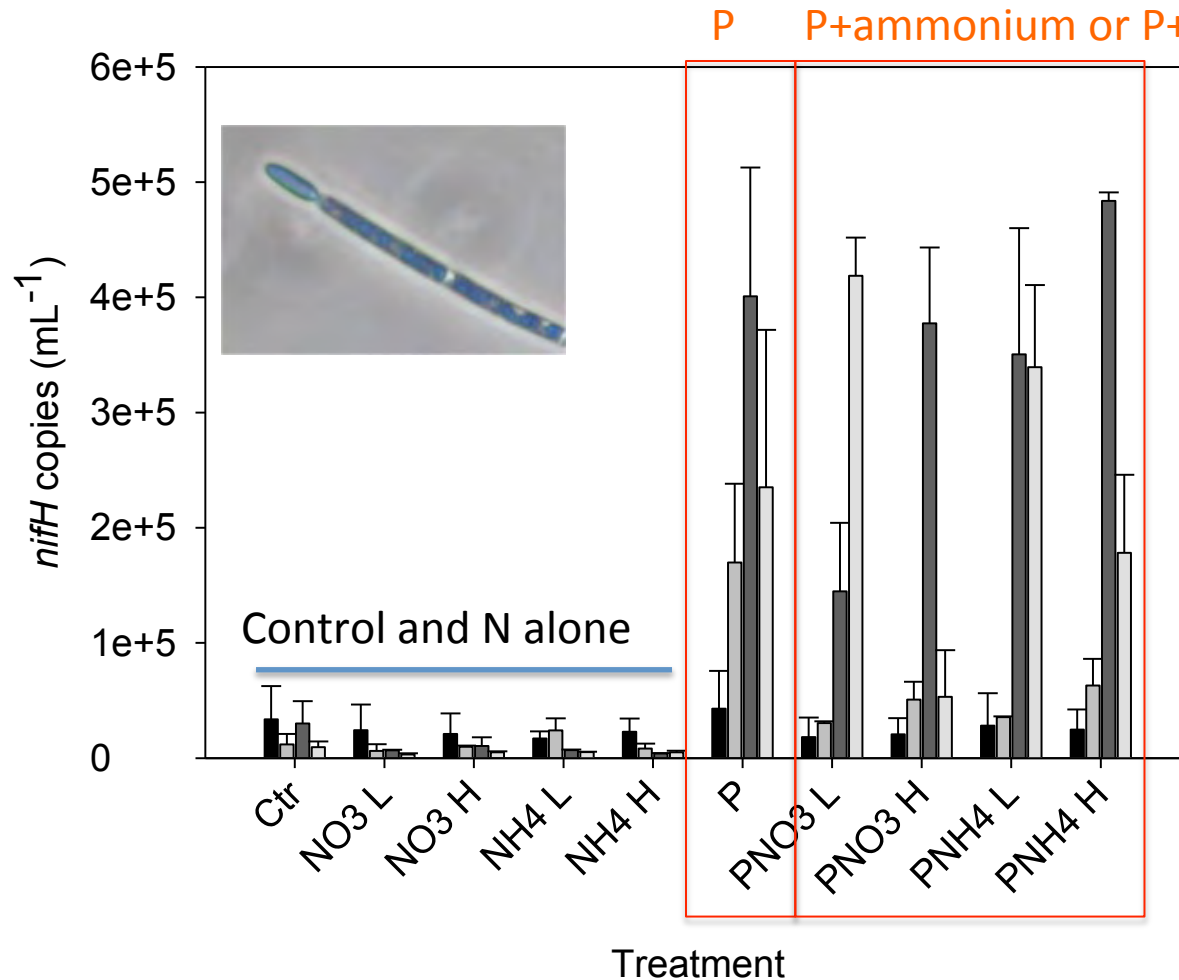 P P+ammonium or P+
6e+5
5e+5
4e+5
3e+5
2e+5
1e+5
0
nifH copies (mL-1)
Control and N alone
Ctr
NO3 L
NO3 H
NH4 L
NH4 H
P
PNO3 L
PNO3 H
PNH4 L
PNH4 H
Treatment